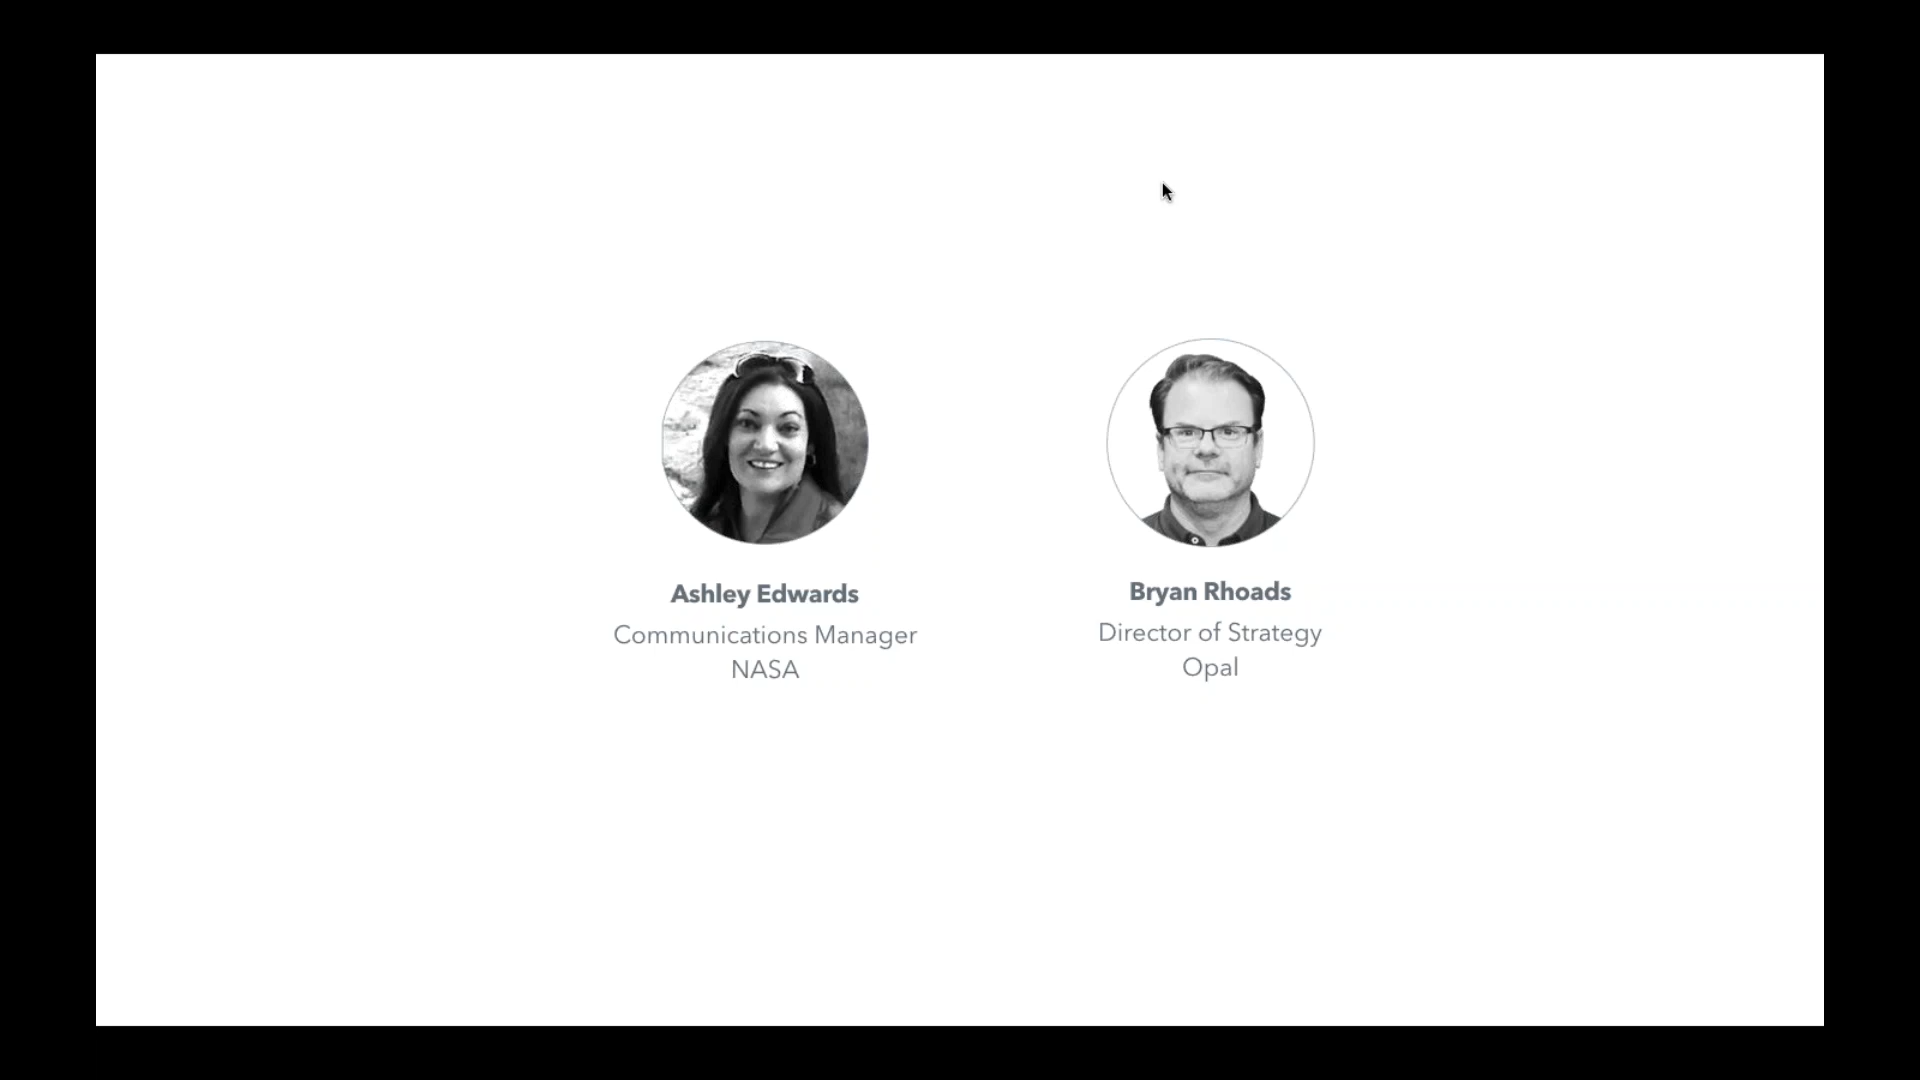 Ashley Edwards
Communications Manager
NASA
Bryan Rhoads
Director of Strategy
Opal